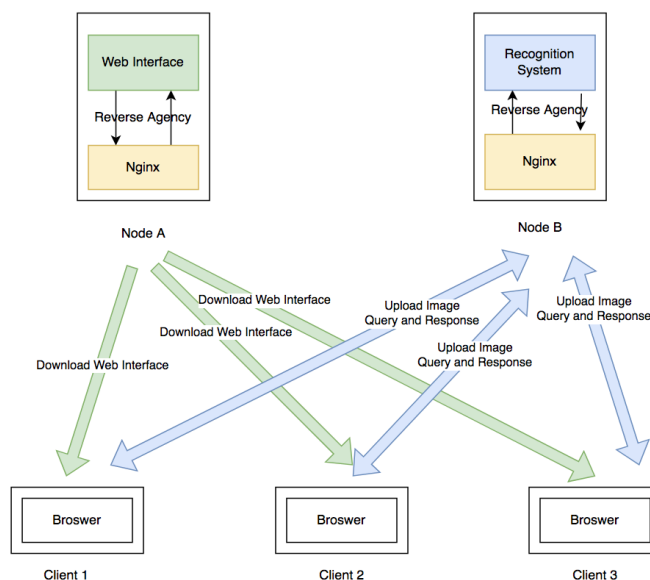 Web Interface
Reverse Agency
Nginx
Node A
Recognition
System
Reverse Agency
Nginx
Node B
Download Web Interface
Download Web Interface
Download Web Interface
Upload Image
Query and Response
Upload Image
Query and Response
Upload Image
Query and Response
Broswer
Client 1
Broswer
Client 2
Broswer
Client 3